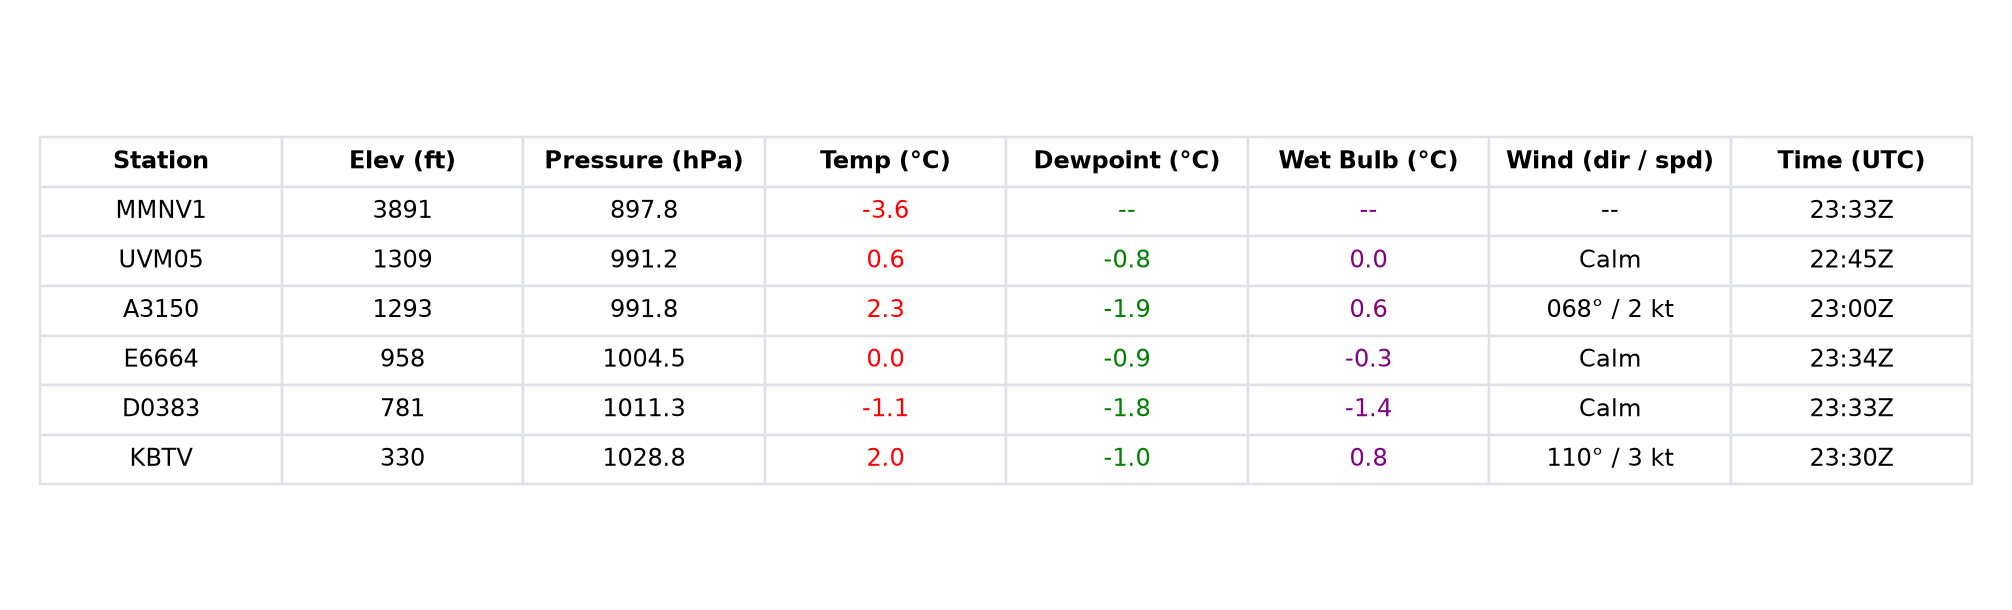 Station Elev (ft) Pressure (hPa) Temp (°C) Dewpoint (°C) Wet Bulb (°C) Wind (dir / spd) Time (UTC)
MMNV1 3891 897.8 -3.6 -- -- -- 23:33Z
UVM05 1309 991.2 0.6 -0.8 0.0 Calm 22:45Z
A3150 1293 991.8 2.3 -1.9 0.6 068° / 2 kt 23:00Z
E6664 958 1004.5 0.0 -0.9 -0.3 Calm 23:34Z
D0383 781 1011.3 -1.1 -1.8 -1.4 Calm 23:33Z
KBTV 330 1028.8 2.0 -1.0 0.8 110° / 3 kt 23:30Z